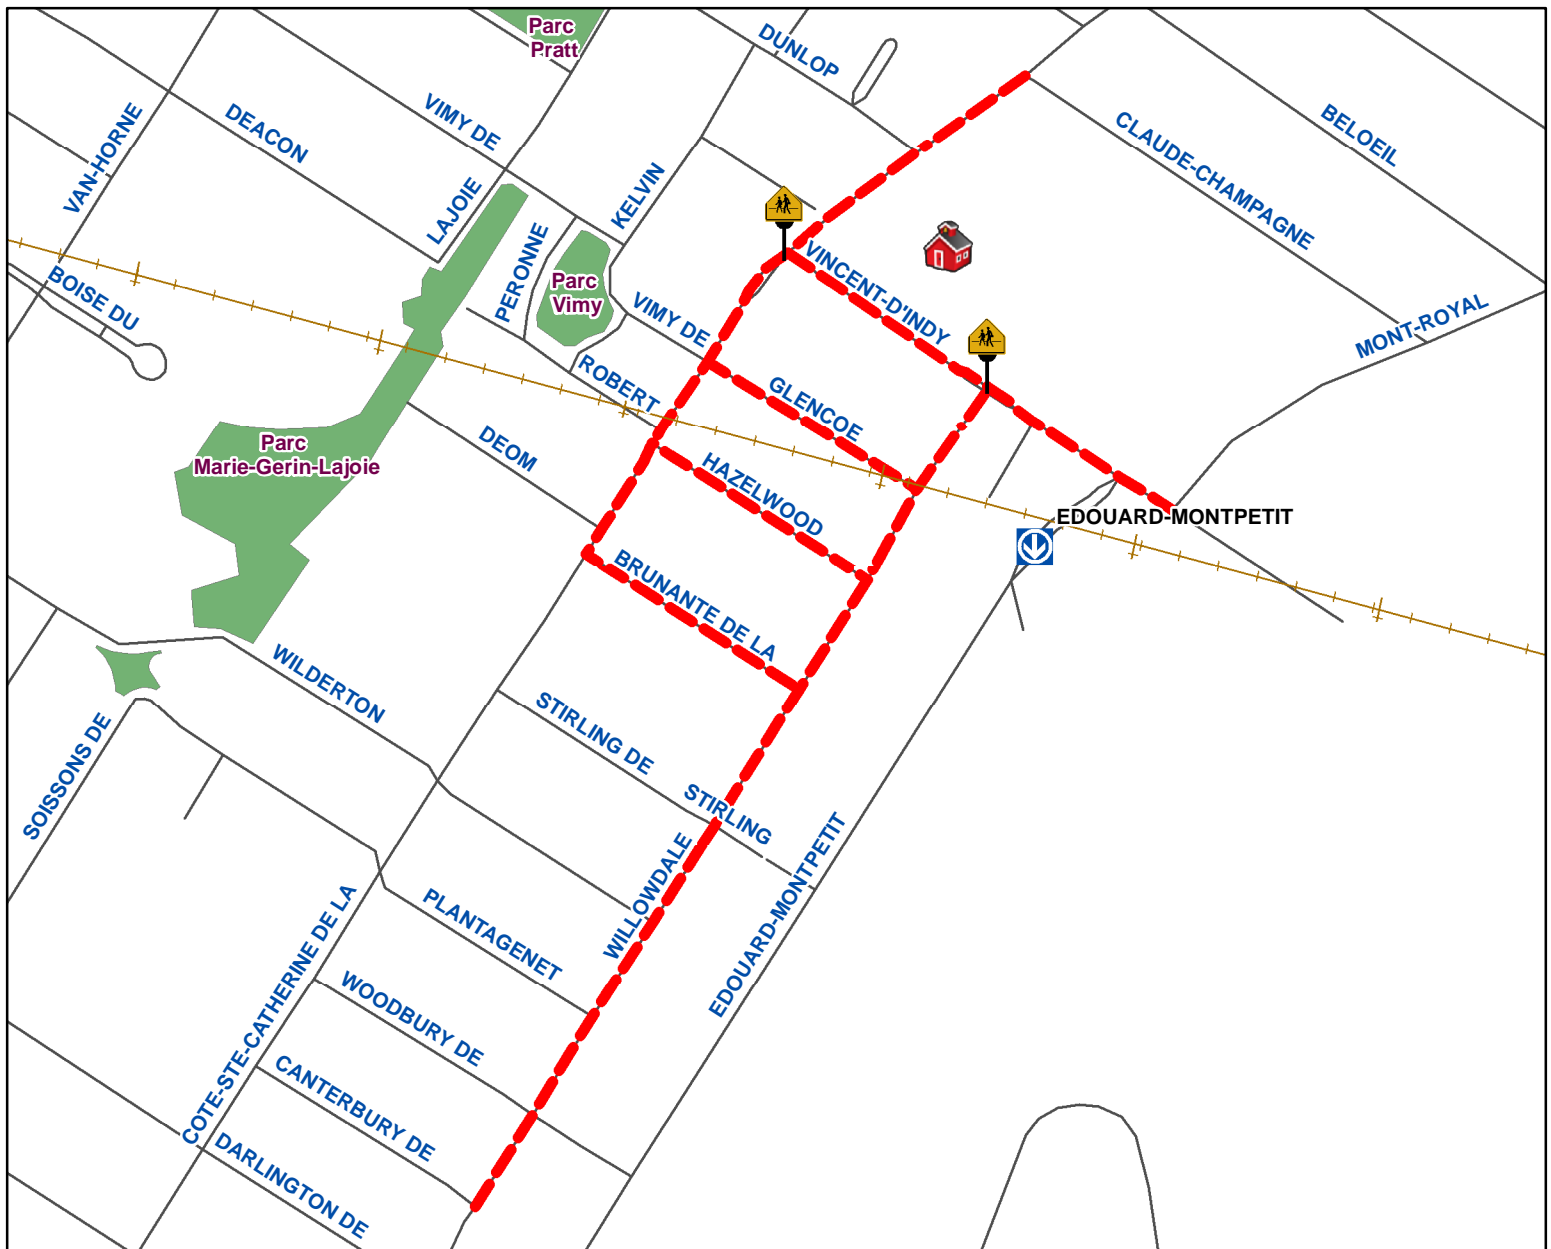 Parc
Pratt
DUNLOP
VIMY DE
DEACON
VAN-HORNE
BELOEIL
CLAUDE-CHAMPAGNE
LAJOIE
KELVIN
PERONNE
VINCENT-D'INDY
BOISE DU
Parc
Vimy
VIMY DE
MONT-ROYAL
ROBERT
GLENCOE
Parc
Marie-Gerin-Lajoie
DEOM
HAZELWOOD
EDOUARD-MONTPETIT
BRUNANTE DE LA
WILDERTON
STIRLING DE
SOISSONS DE
STIRLING
WILLOWDALE
EDOUARD-MONTPETIT
PLANTAGENET
COTE-STE-CATHERINE DE LA
WOODBURY DE
CANTERBURY DE
DARLINGTON DE